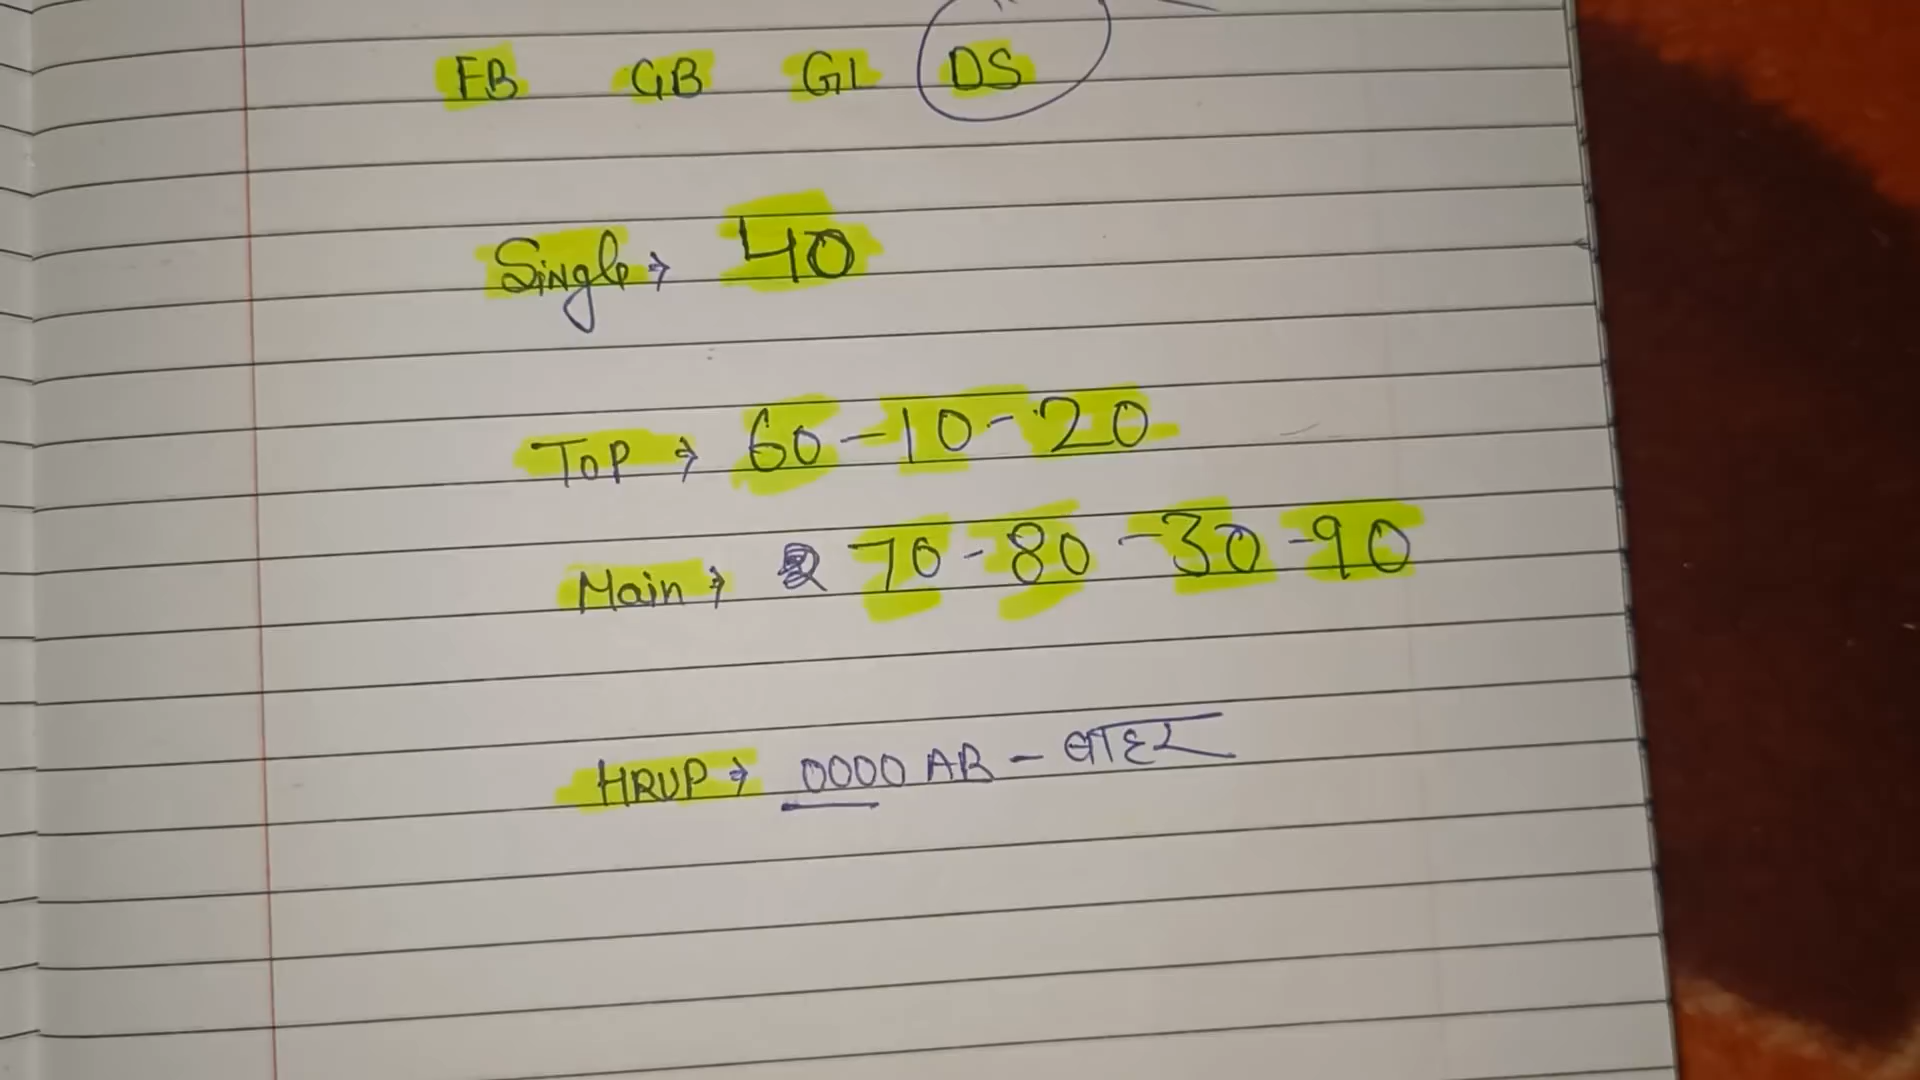 FB GB GL DS
Single → 40
TOP → 60-10-20
Main → 70-80-30-90
HRUP → 0000 AB - बाहर